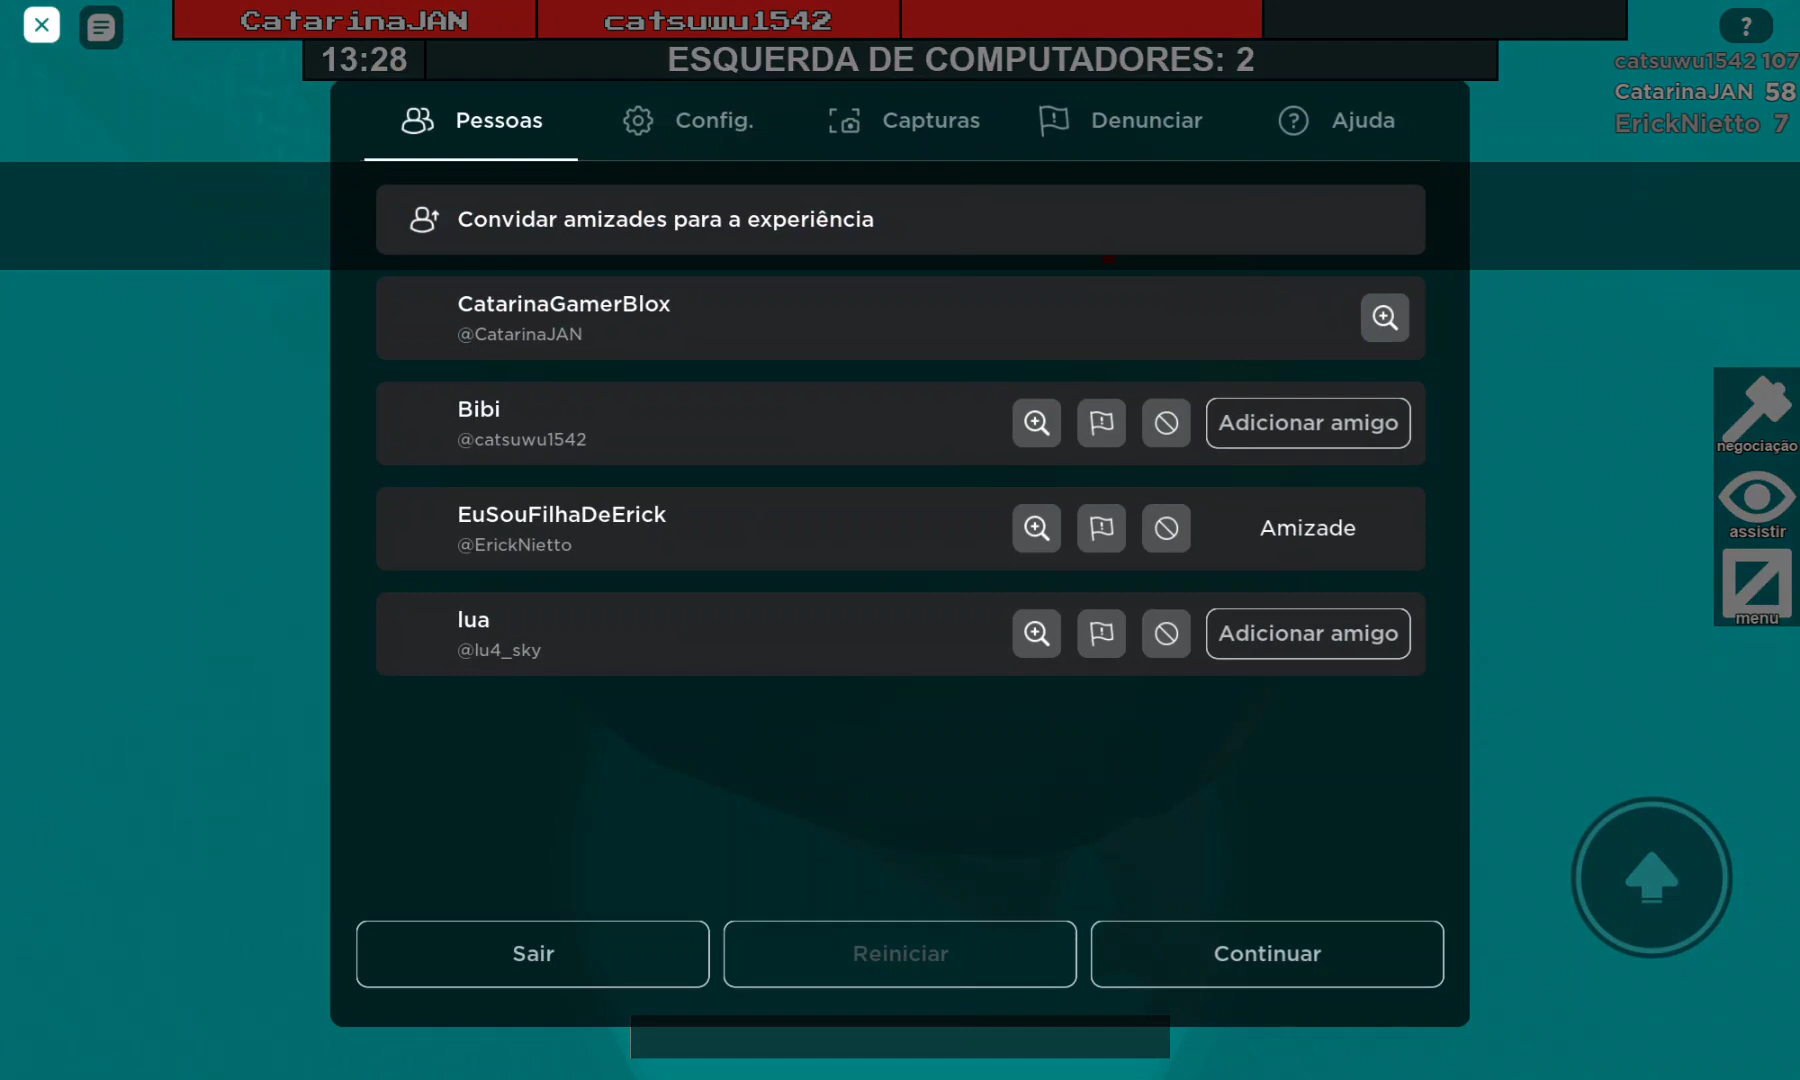 CatarinaJAN
catsuwu1542
?
13:28
ESQUERDA DE COMPUTADORES: 2
catsuwu1542 107
CatarinaJAN 58
ErickNietto 7
Pessoas
Config.
Capturas
Denunciar
Ajuda
Convidar amizades para a experiência
CatarinaGamerBlox
@CatarinaJAN
Bibi
@catsuwu1542
Adicionar amigo
EuSouFilhaDeErick
@ErickNietto
Amizade
lua
@lu4_sky
Adicionar amigo
negociação
assistir
menu
Sair
Reiniciar
Continuar